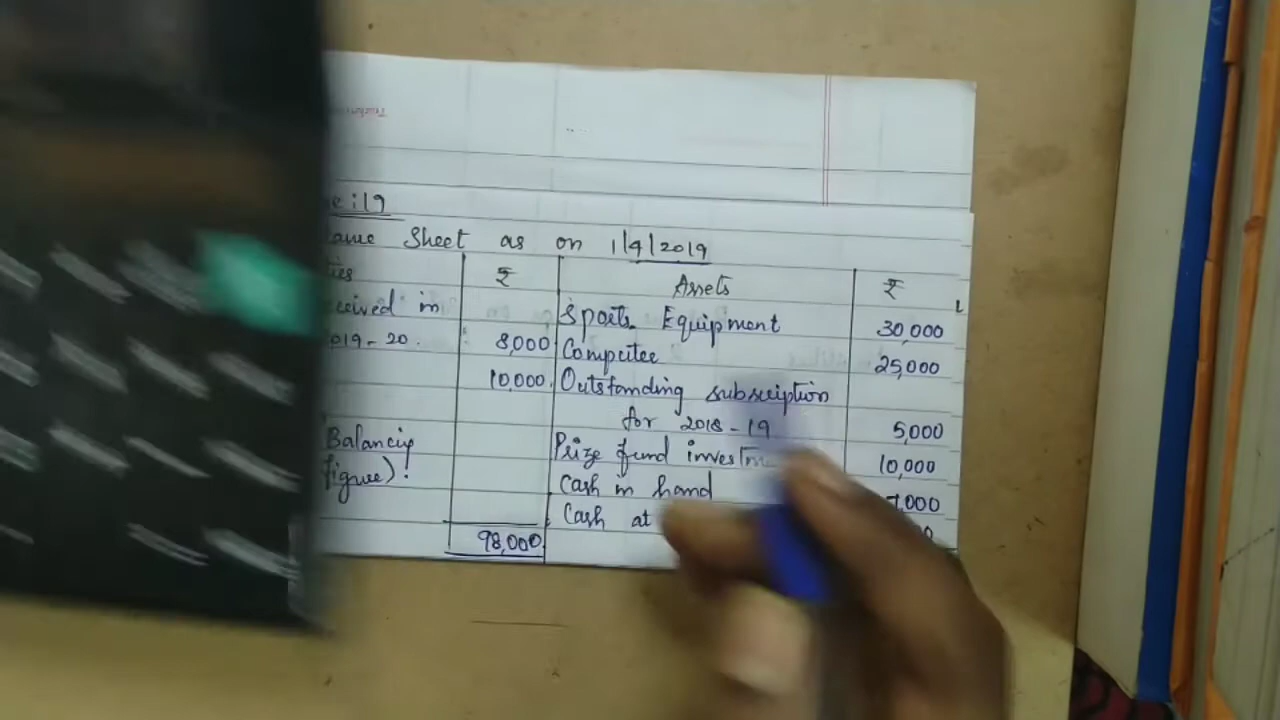 e:19
ance Sheet as on 1/4/2019
ties ₹ Assets ₹
ceived in Sports Equipment 30,000
019-20. 8,000 Computer 25,000
10,000 Outstanding subscription
for 2018-19 5,000
Balancing Prize fund 10,000
figure) Cash in hand ,000
Cash at
98,000